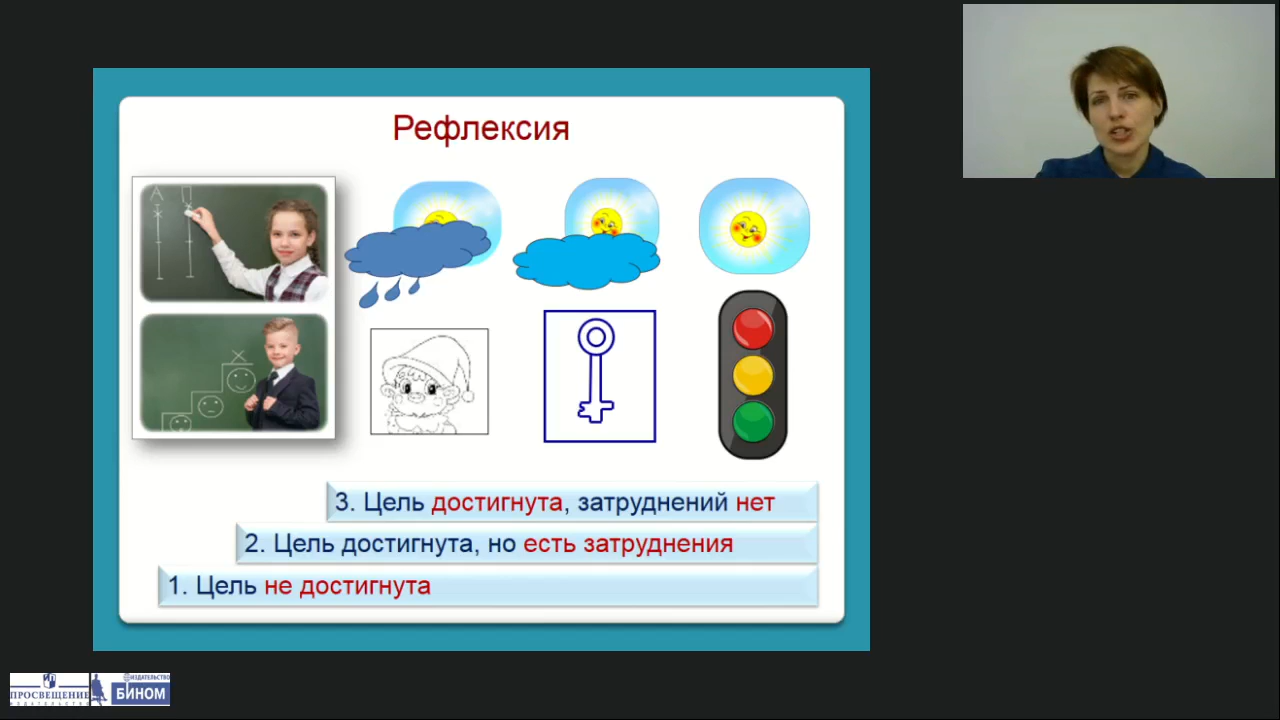 Рефлексия
3. Цель достигнута, затруднений нет
2. Цель достигнута, но есть затруднения
1. Цель не достигнута
ПРОСВЕЩЕНИЕ
ИЗДАТЕЛЬСТВО
ИЗДАТЕЛЬСТВО
БИНОМ